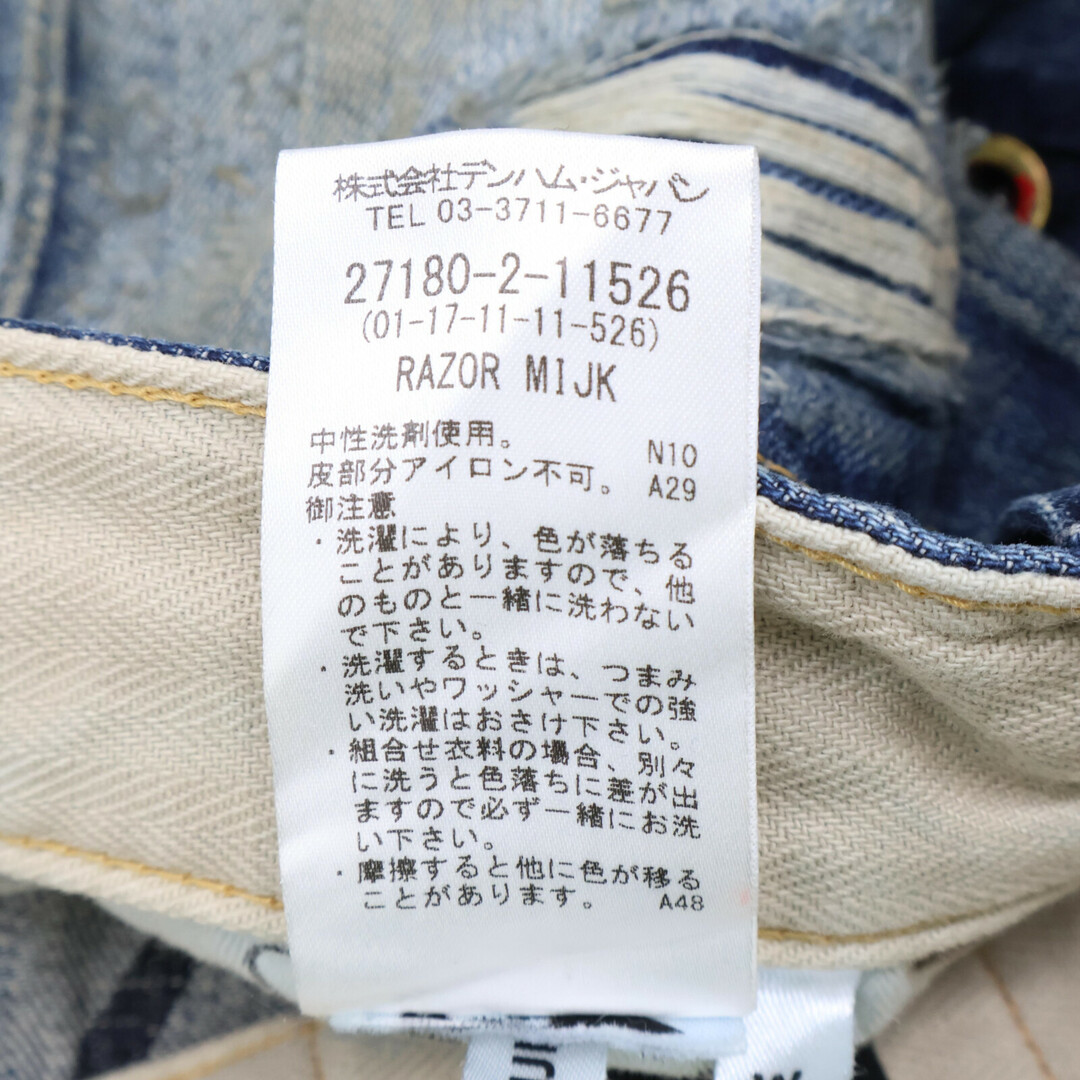 株式会社デンハム・ジャパン
TEL 03-3711-6677
27180-2-11526
(01-17-11-11-526)
RAZOR MIJK
中性洗剤使用。 N10
皮部分アイロン不可。 A29
御注意
・洗濯により、色が落ちる
ことがありますので、他
のものと一緒に洗わない
で下さい。
・洗濯するときは、つまみ
洗いやワッシャーでの強
い洗濯はおさけ下さい。
・組合せ衣料の場合、別々
に洗うと色落ちに差が出
ますので必ず一緒にお洗
い下さい。
・摩擦すると他に色が移る
ことがあります。 A48